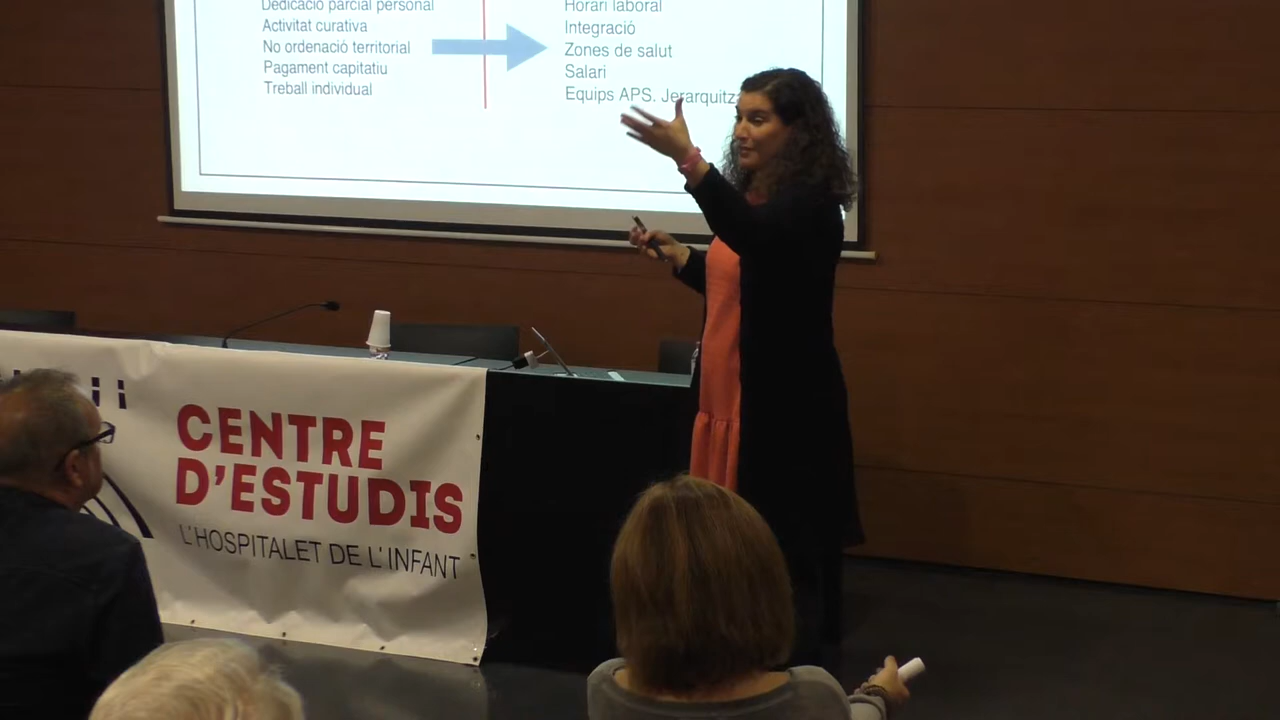 Dedicació parcial personal
Activitat curativa
No ordenació territorial
Pagament capitatiu
Treball individual
Horari laboral
Integració
Zones de salut
Salari
Equips APS. Jerarquitz
CENTRE
D'ESTUDIS
L'HOSPITALET DE L'INFANT